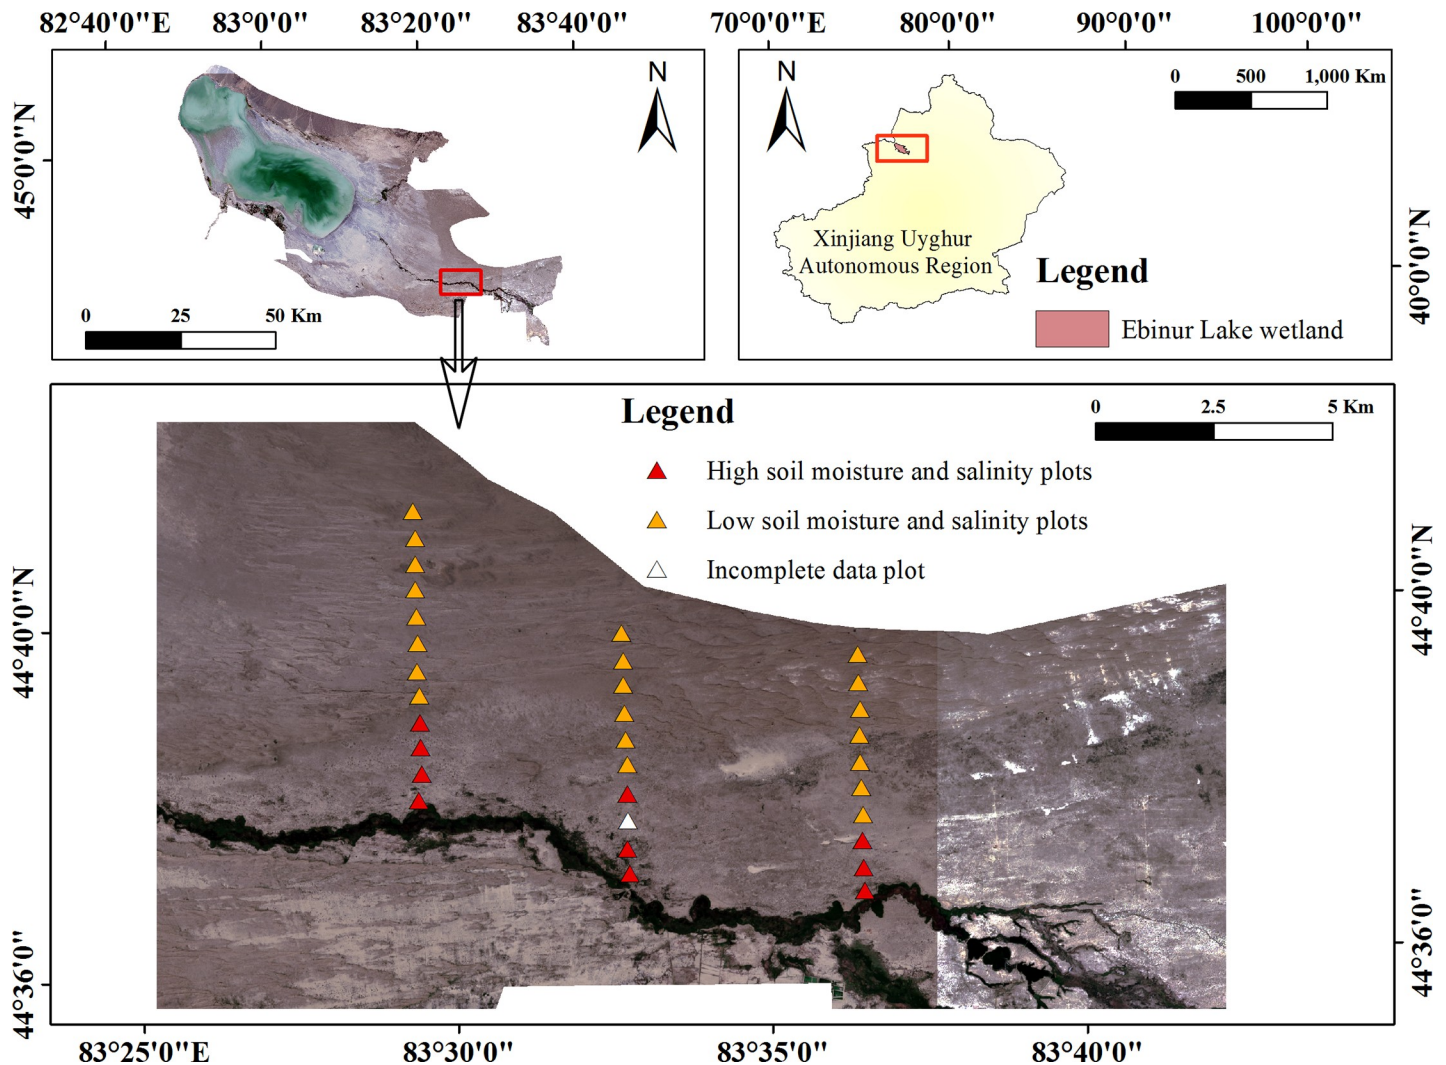 82°40'0"E 83°0'0" 83°20'0" 83°40'0"
70°0'0"E 80°0'0" 90°0'0" 100°0'0"
45°0'0"N
N
0 25 50 Km
N
0 500 1,000 Km
Xinjiang Uyghur
Autonomous Region
Legend
Ebinur Lake wetland
40°0'0"N
Legend
High soil moisture and salinity plots
Low soil moisture and salinity plots
Incomplete data plot
0 2.5 5 Km
44°40'0"N
44°36'0"
44°40'0"N
44°36'0"
83°25'0"E 83°30'0" 83°35'0" 83°40'0"